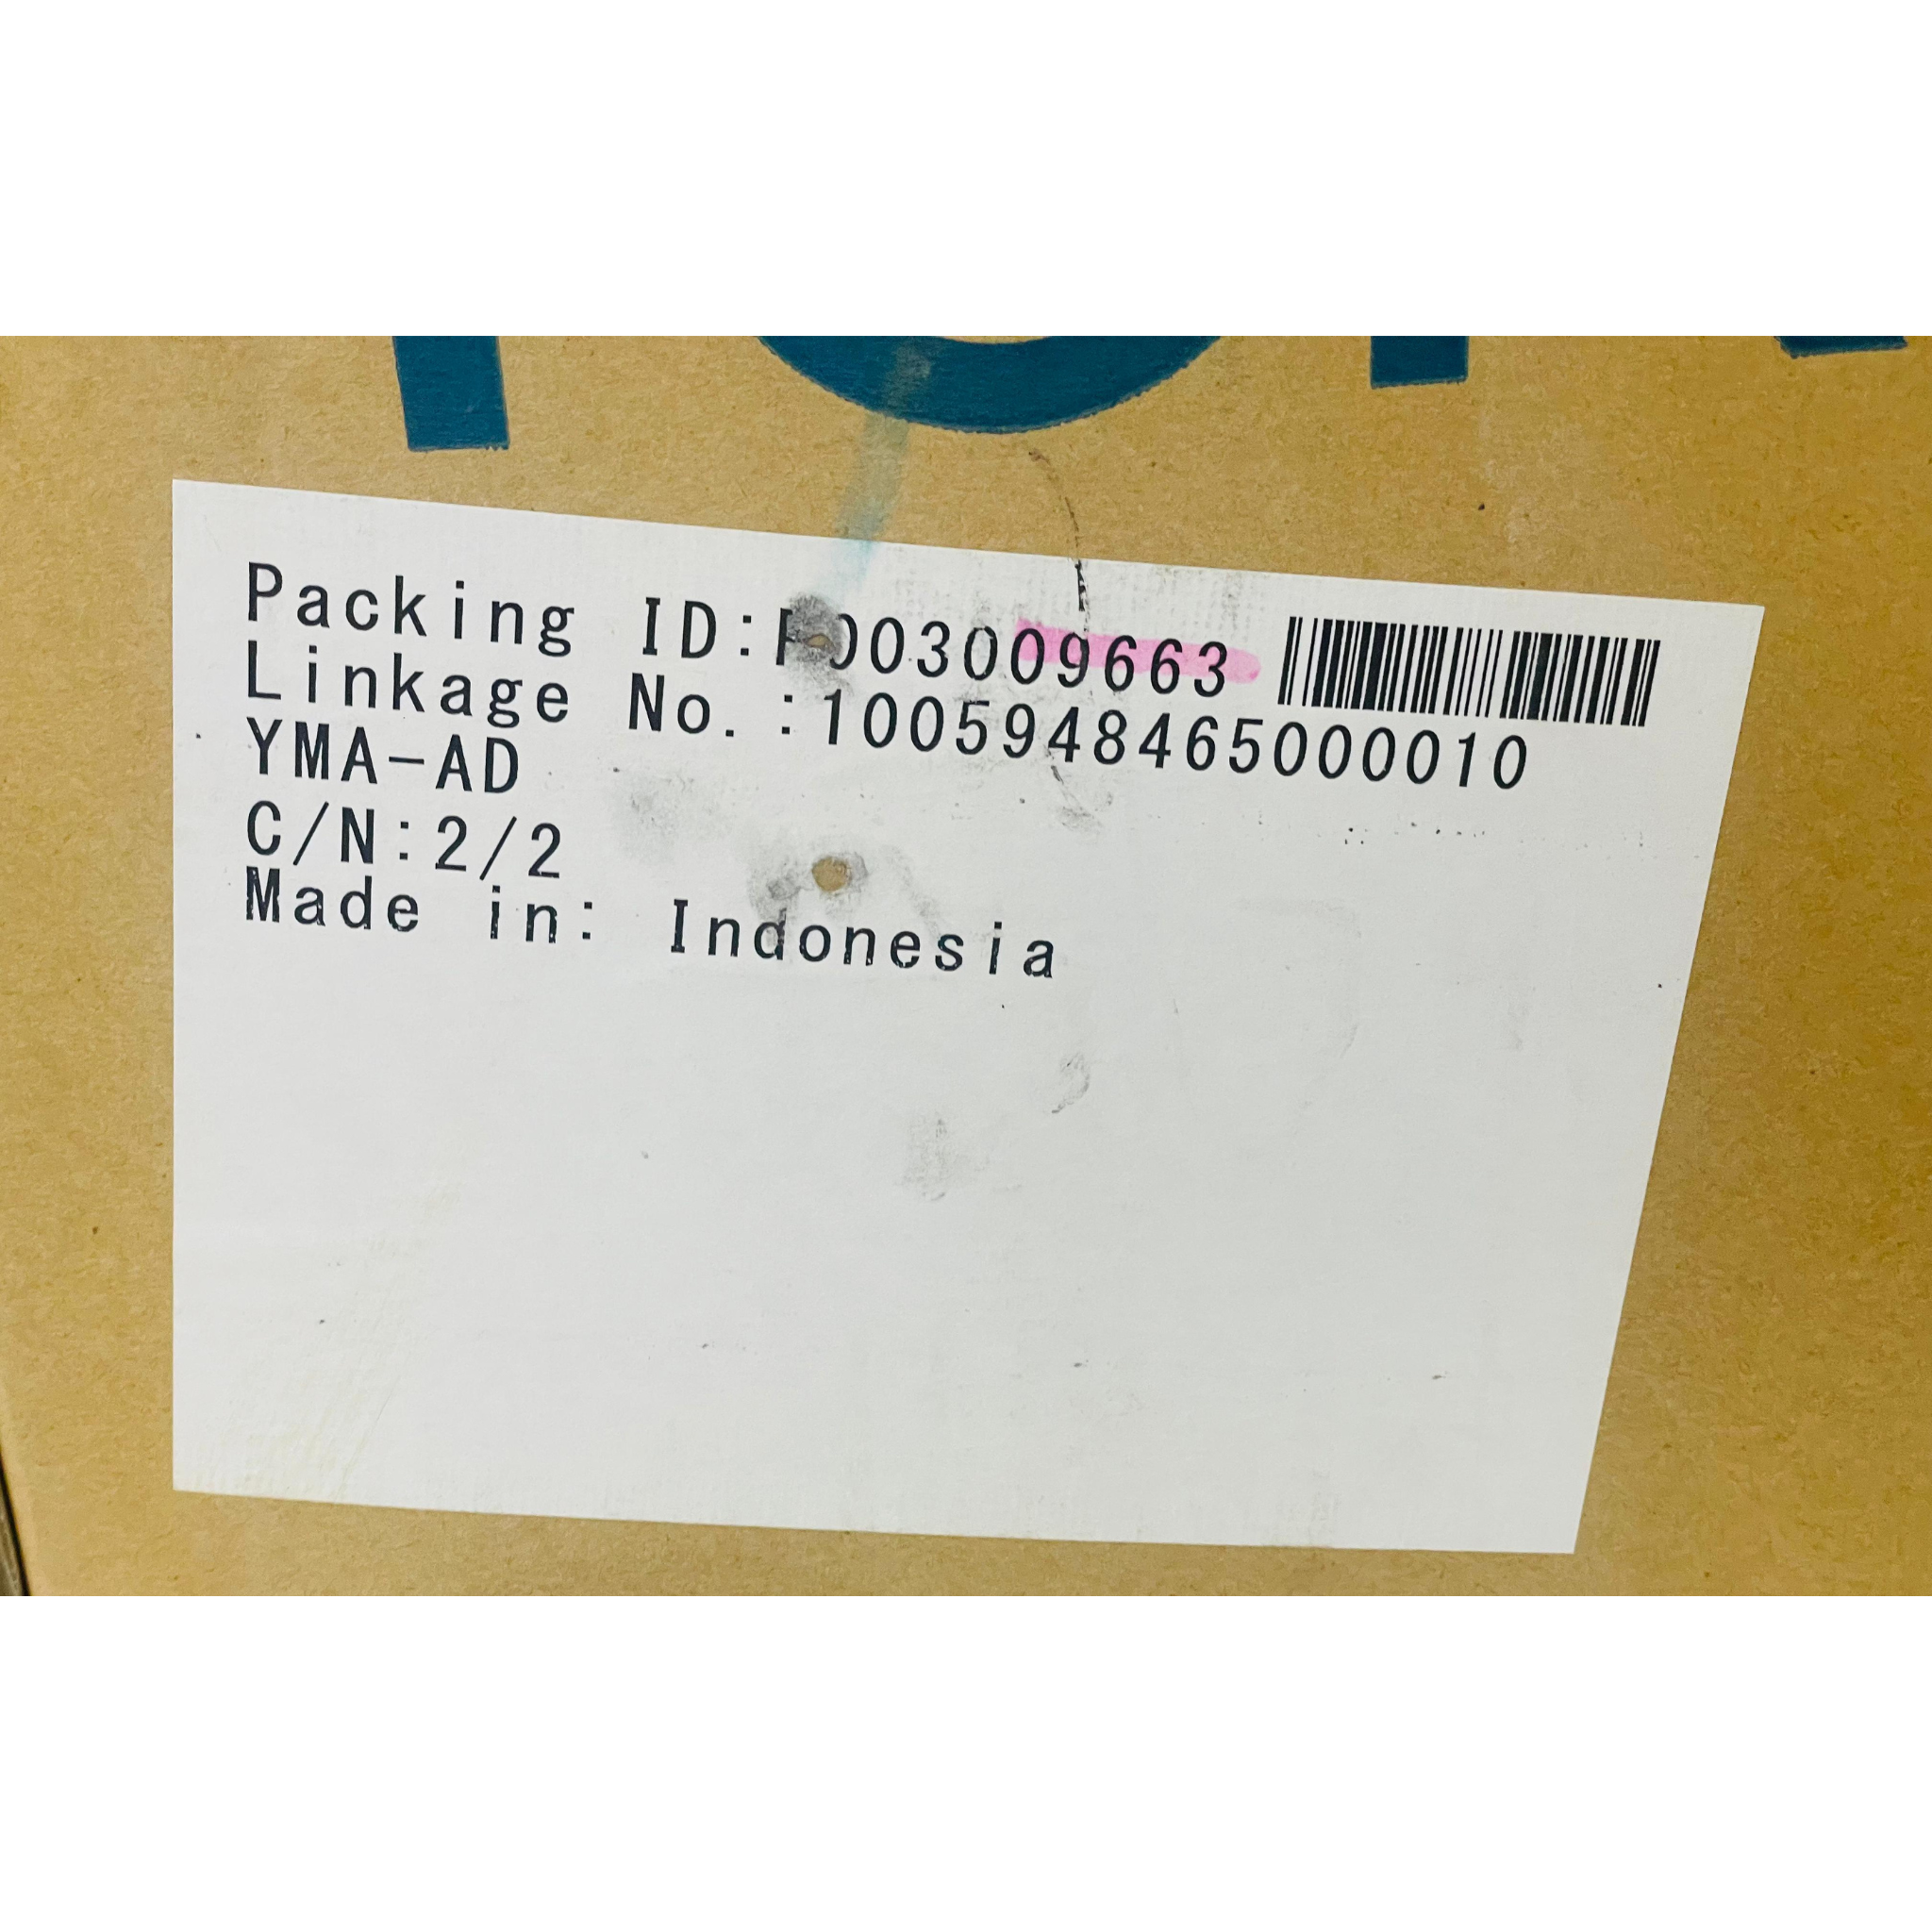 Packing ID:P003009663
Linkage No.:1005948465000010
YMA-AD
C/N:2/2
Made in: Indonesia